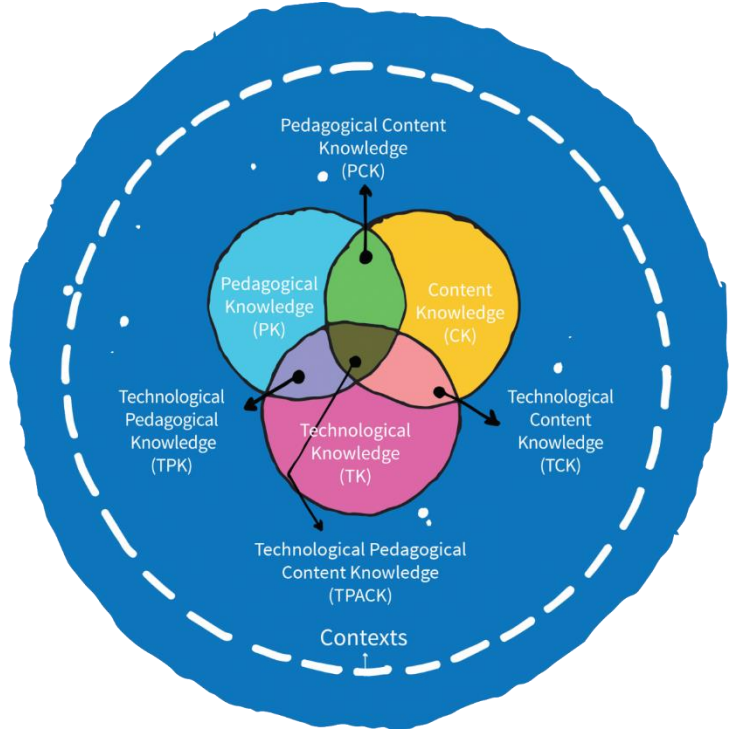 Pedagogical Content
Knowledge
(PCK)
Pedagogical
Knowledge
(PK)
Content
Knowledge
(CK)
Technological
Pedagogical
Knowledge
(TPK)
Technological
Knowledge
(TK)
Technological
Content
Knowledge
(TCK)
Technological Pedagogical
Content Knowledge
(TPACK)
Contexts